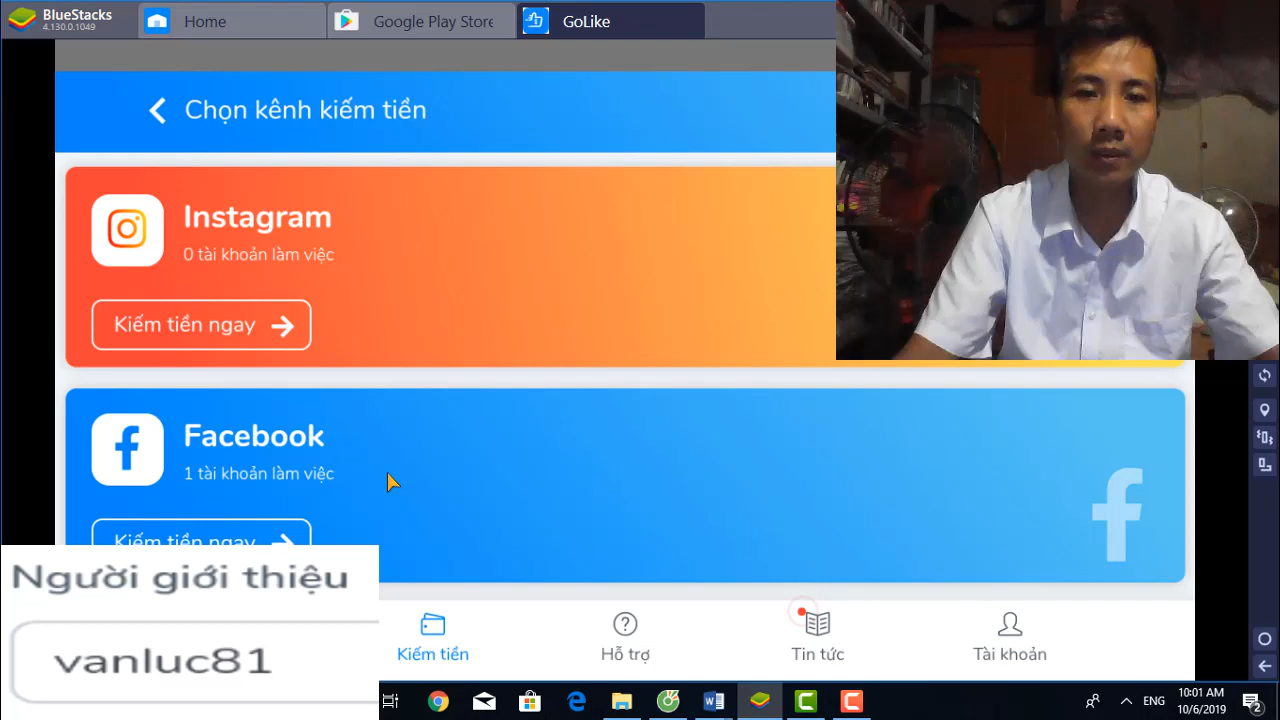 BlueStacks
4.130.0.1049
Home
Google Play Store
GoLike
Chọn kênh kiếm tiền
Instagram
0 tài khoản làm việc
Kiếm tiền ngay
Facebook
1 tài khoản làm việc
Kiếm tiền ngay
Người giới thiệu
vanluc81
Kiếm tiền
Hỗ trợ
Tin tức
Tài khoản
ENG
10:01 AM
10/6/2019
2